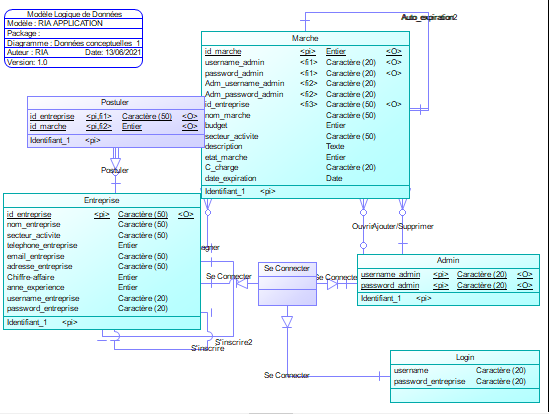 Modèle Logique de Données
Modèle : RIA APPLICATION
Package :
Diagramme : Données conceptuelles_1
Auteur : RIA Date: 13/06/2021
Version: 1.0
Auto_expiration2
Marche
id_marche <pi> Entier <O>
username_admin <fi1> Caractère (20) <O>
password_admin <fi1> Caractère (20) <O>
Adm_username_admin <fi2> Caractère (20)
Adm_password_admin <fi2> Caractère (20)
id_entreprise <fi3> Caractère (50) <O>
nom_marche Caractère (50)
budget Entier
secteur_activite Caractère (50)
description Texte
etat_marche Entier
C_charge Caractère (20)
date_expiration Date
Identifiant_1 <pi>
Postuler
id_entreprise <pi,fi1> Caractère (50) <O>
id_marche <pi,fi2> Entier <O>
Identifiant_1 <pi>
Postuler
Entreprise
id_entreprise <pi> Caractère (50) <O>
nom_entreprise Caractère (50)
secteur_activite Caractère (50)
telephone_entreprise Entier
email_entreprise Caractère (50)
adresse_entreprise Caractère (50)
Chiffre-affaire Entier
anne_experience Entier
username_entreprise Caractère (20)
password_entreprise Caractère (20)
Identifiant_1 <pi>
Ouvrir
Ajouter/Supprimer
Se Connecter
Se Connecter
Se Connecte
Admin
username_admin <pi> Caractère (20) <O>
password_admin <pi> Caractère (20) <O>
Identifiant_1 <pi>
S'inscrire2
S'inscrire
Se Connecter
Login
username Caractère (20)
password_entreprise Caractère (20)